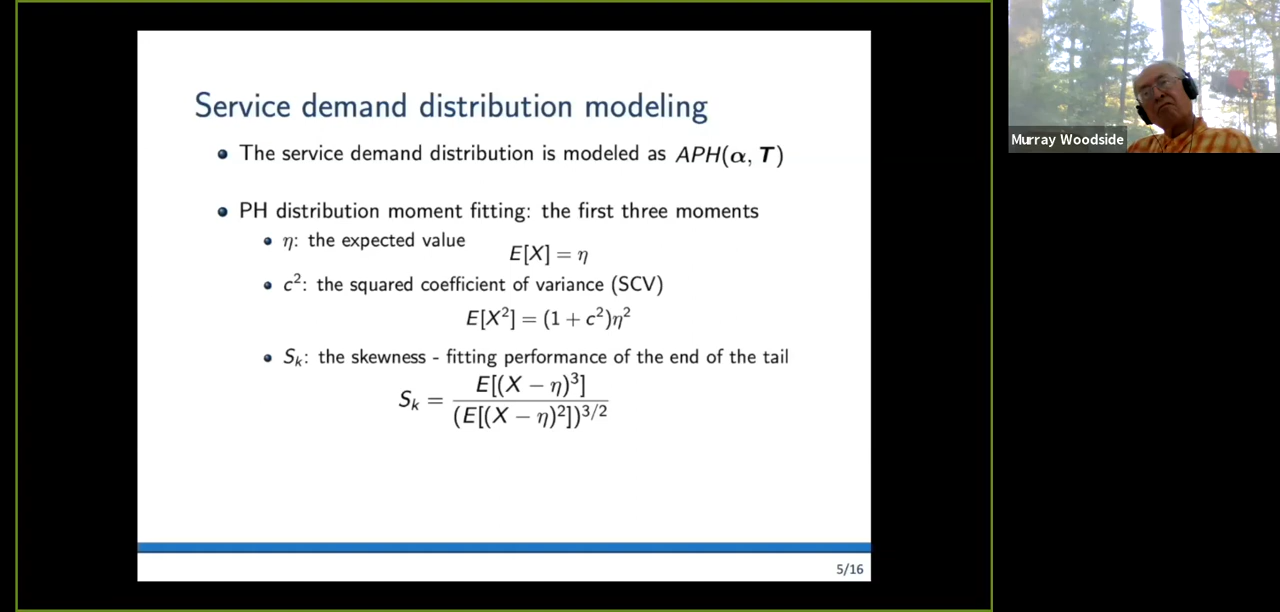 Service demand distribution modeling
The service demand distribution is modeled as APH(α, T)
PH distribution moment fitting: the first three moments
η: the expected value
E[X] = η
c²: the squared coefficient of variance (SCV)
E[X²] = (1 + c²)η²
Sₖ: the skewness - fitting performance of the end of the tail
Sₖ = E[(X − η)³] / (E[(X − η)²])³/²
5/16
Murray Woodside